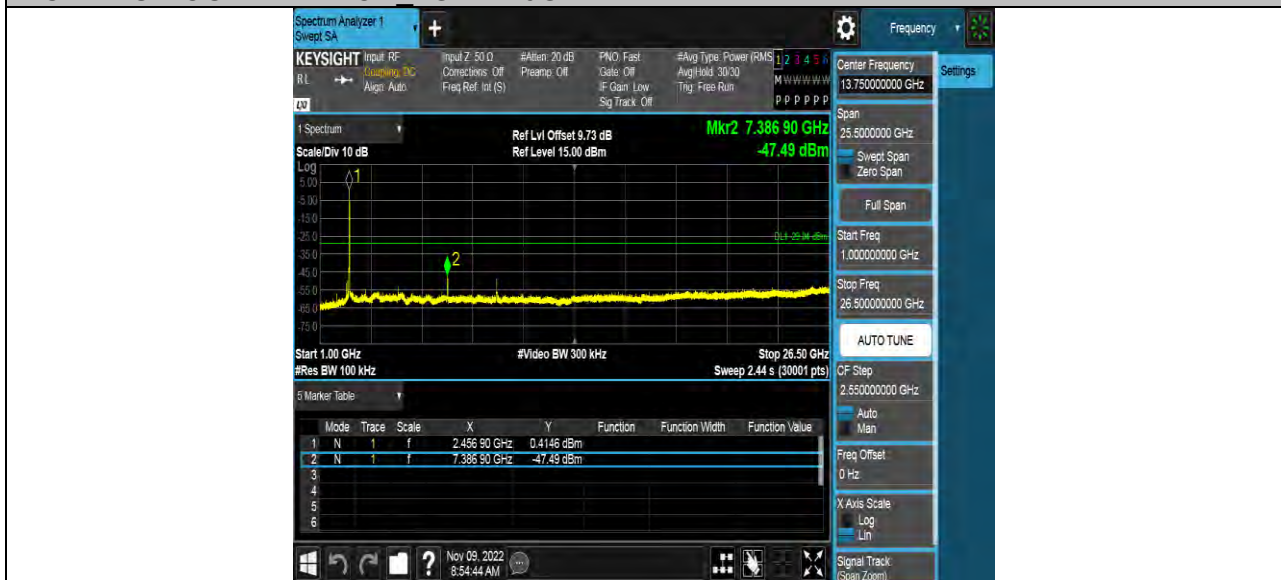 Spectrum Analyzer 1
Swept SA
+
Frequency
KEYSIGHT
Input: RF
Coupling: DC
Align: Auto
Input Z: 50 Ω
Corrections: Off
Freq Ref: Int (S)
#Atten: 20 dB
Preamp: Off
PNO: Fast
Gate: Off
IF Gain: Low
Sig Track: Off
#Avg Type: Power (RMS
Avg|Hold: 30/30
Trig: Free Run
1 2 3 4 5 6
M W W W W W
P P P P P P
R L
LXI
1 Spectrum
Scale/Div 10 dB
Ref Lvl Offset 9.73 dB
Ref Level 15.00 dBm
Mkr2 7.386 90 GHz
-47.49 dBm
Log
5.00
-5.00
-15.0
-25.0
-35.0
-45.0
-55.0
-65.0
-75.0
1
2
Start 1.00 GHz
#Res BW 100 kHz
#Video BW 300 kHz
Stop 26.50 GHz
Sweep 2.44 s (30001 pts)
5 Marker Table
Mode Trace Scale X Y Function Function Width Function Value
1 N 1 f 2.456 90 GHz 0.4146 dBm
2 N 1 f 7.386 90 GHz -47.49 dBm
3
4
5
6
Nov 09, 2022
8:54:44 AM
?
Center Frequency
13.750000000 GHz
Settings
Span
25.5000000 GHz
Swept Span
Zero Span
Full Span
Start Freq
1.000000000 GHz
Stop Freq
26.500000000 GHz
AUTO TUNE
CF Step
2.550000000 GHz
Auto
Man
Freq Offset
0 Hz
X Axis Scale
Log
Lin
Signal Track
(Span Zoom)